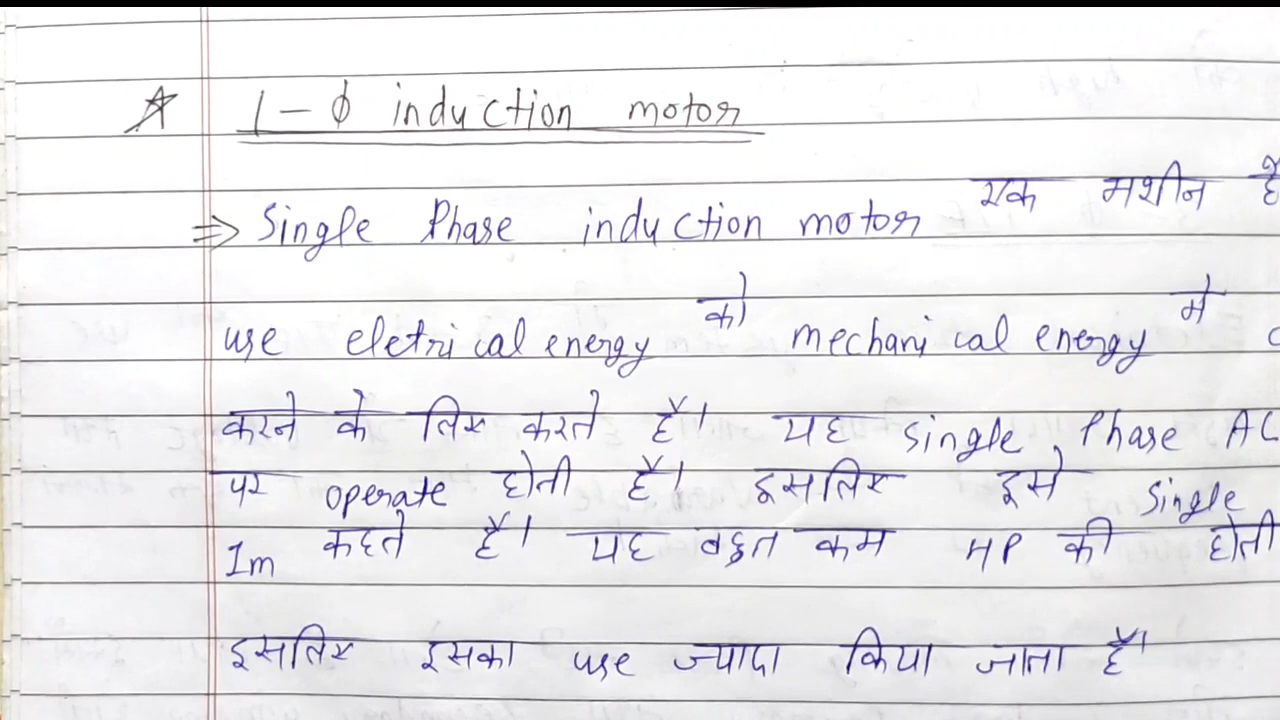 ☆ 1-ϕ induction motor
⇒ Single Phase induction motor एक मशीन है
use eletrical energy को mechanical energy मे
करने के लिए करते हैं। यह single Phase AC
पर operate होती हैं। इसलिए इसे single
Im कहते हैं। यह बहुत कम HP की होती
इसलिए इसका use ज्यादा किया जाता हैं।